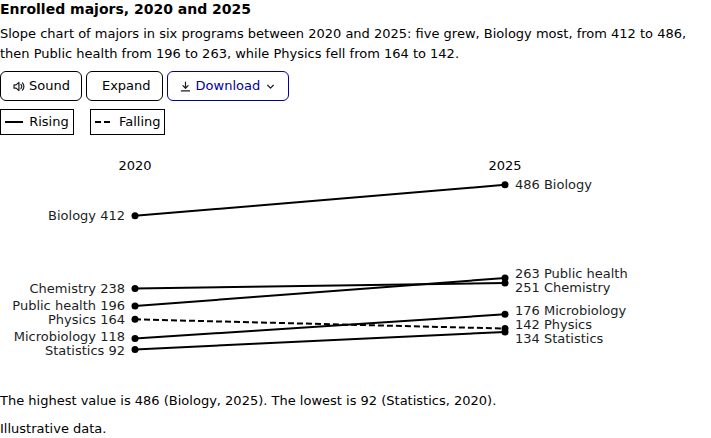 Enrolled majors, 2020 and 2025
Slope chart of majors in six programs between 2020 and 2025: five grew, Biology most, from 412 to 486,
then Public health from 196 to 263, while Physics fell from 164 to 142.
Sound Expand Download
Rising Falling
2020 2025
486 Biology
Biology 412
263 Public health
Chemistry 238
251 Chemistry
Public health 196
176 Microbiology
Physics 164
142 Physics
Microbiology 118
134 Statistics
Statistics 92
The highest value is 486 (Biology, 2025). The lowest is 92 (Statistics, 2020).
Illustrative data.